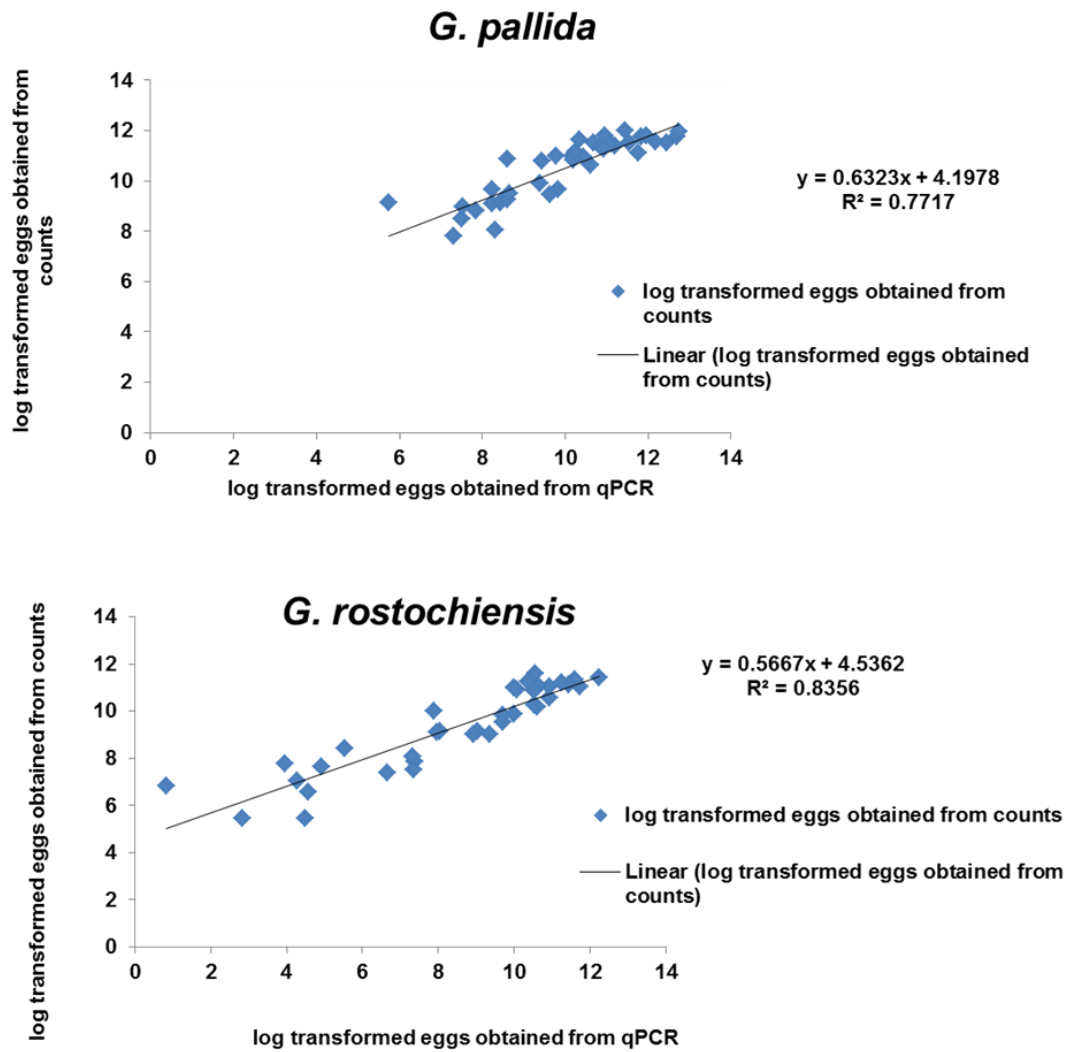 G. pallida
log transformed eggs obtained from
counts
14
12
10
8
6
4
2
0
0 2 4 6 8 10 12 14
log transformed eggs obtained from qPCR
y = 0.6323x + 4.1978
R² = 0.7717
log transformed eggs obtained from
counts
Linear (log transformed eggs obtained
from counts)
G. rostochiensis
log transformed eggs obtained from counts
14
12
10
8
6
4
2
0
0 2 4 6 8 10 12 14
log transformed eggs obtained from qPCR
y = 0.5667x + 4.5362
R² = 0.8356
log transformed eggs obtained from counts
Linear (log transformed eggs obtained from
counts)